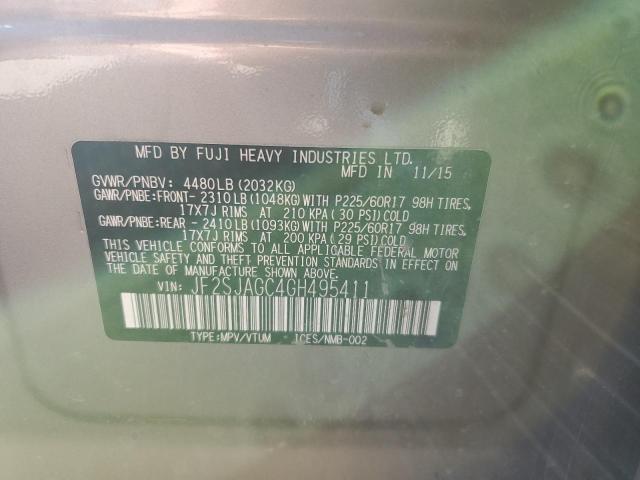 MFD BY FUJI HEAVY INDUSTRIES LTD.
MFD IN 11/15
GVWR/PNBV: 4480LB(2032KG)
GAWR/PNBE:FRONT- 2310LB(1048KG)WITH P225/60R17 98H TIRES,
17X7J RIMS AT 210 KPA(30 PSI)COLD
GAWR/PNBE:REAR - 2410LB(1093KG)WITH P225/60R17 98H TIRES,
17X7J RIMS AT 200 KPA(29 PSI)COLD
THIS VEHICLE CONFORMS TO ALL APPLICABLE FEDERAL MOTOR
VEHICLE SAFETY AND THEFT PREVENTION STANDARDS IN EFFECT ON
THE DATE OF MANUFACTURE SHOWN ABOVE.
VIN: JF2SJAGC4GH495411
TYPE:MPV/VTUM ICES/NMB-002